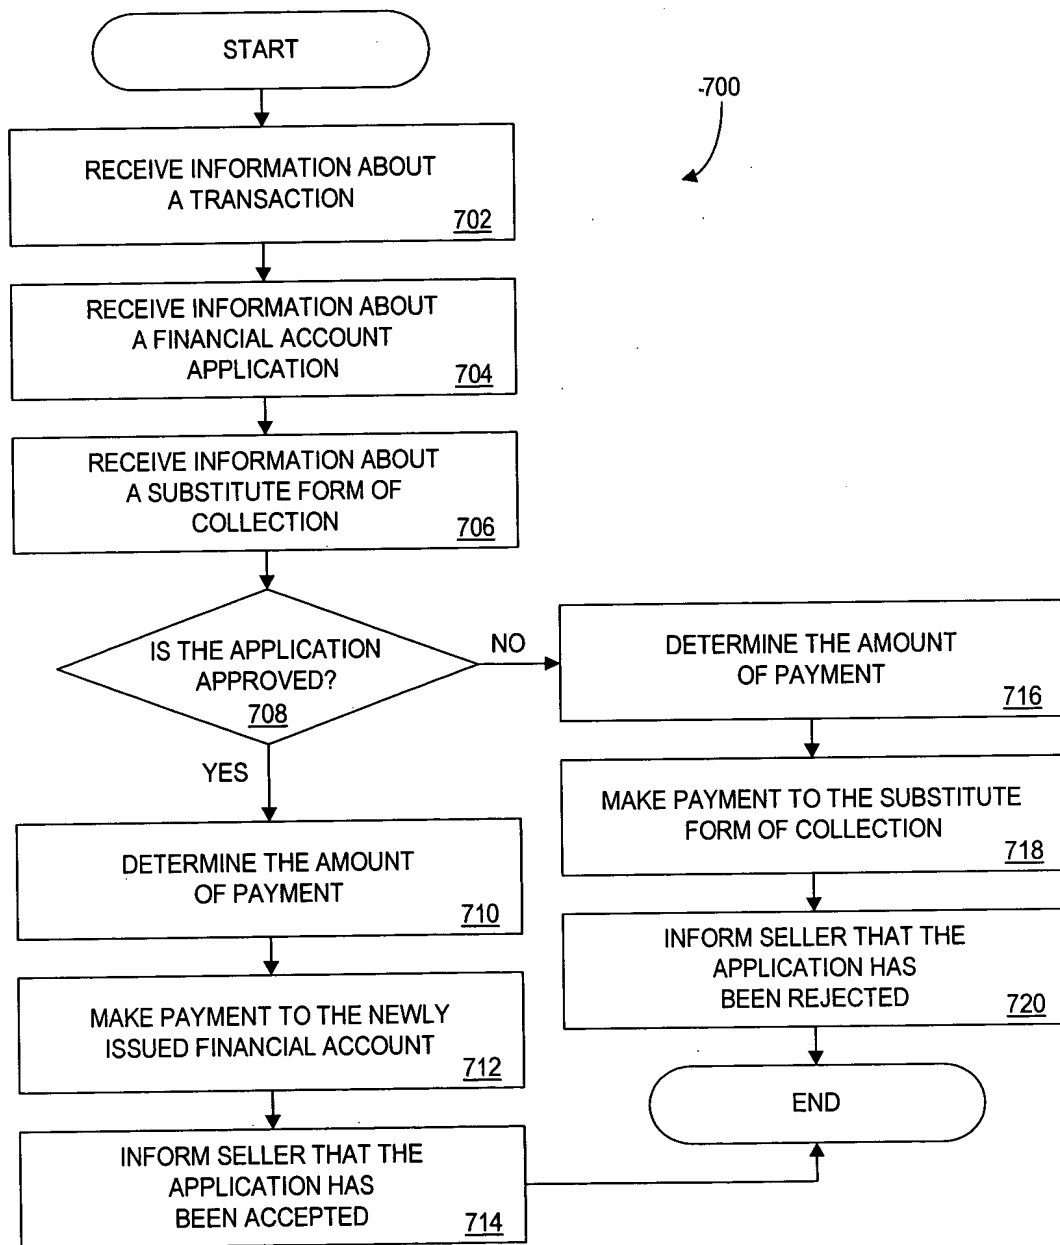 START
-700
RECEIVE INFORMATION ABOUT
A TRANSACTION
702
RECEIVE INFORMATION ABOUT
A FINANCIAL ACCOUNT
APPLICATION
704
RECEIVE INFORMATION ABOUT
A SUBSTITUTE FORM OF
COLLECTION
706
IS THE APPLICATION
APPROVED?
708
NO
YES
DETERMINE THE AMOUNT
OF PAYMENT
710
MAKE PAYMENT TO THE NEWLY
ISSUED FINANCIAL ACCOUNT
712
INFORM SELLER THAT THE
APPLICATION HAS
BEEN ACCEPTED
714
DETERMINE THE AMOUNT
OF PAYMENT
716
MAKE PAYMENT TO THE SUBSTITUTE
FORM OF COLLECTION
718
INFORM SELLER THAT THE
APPLICATION HAS
BEEN REJECTED
720
END